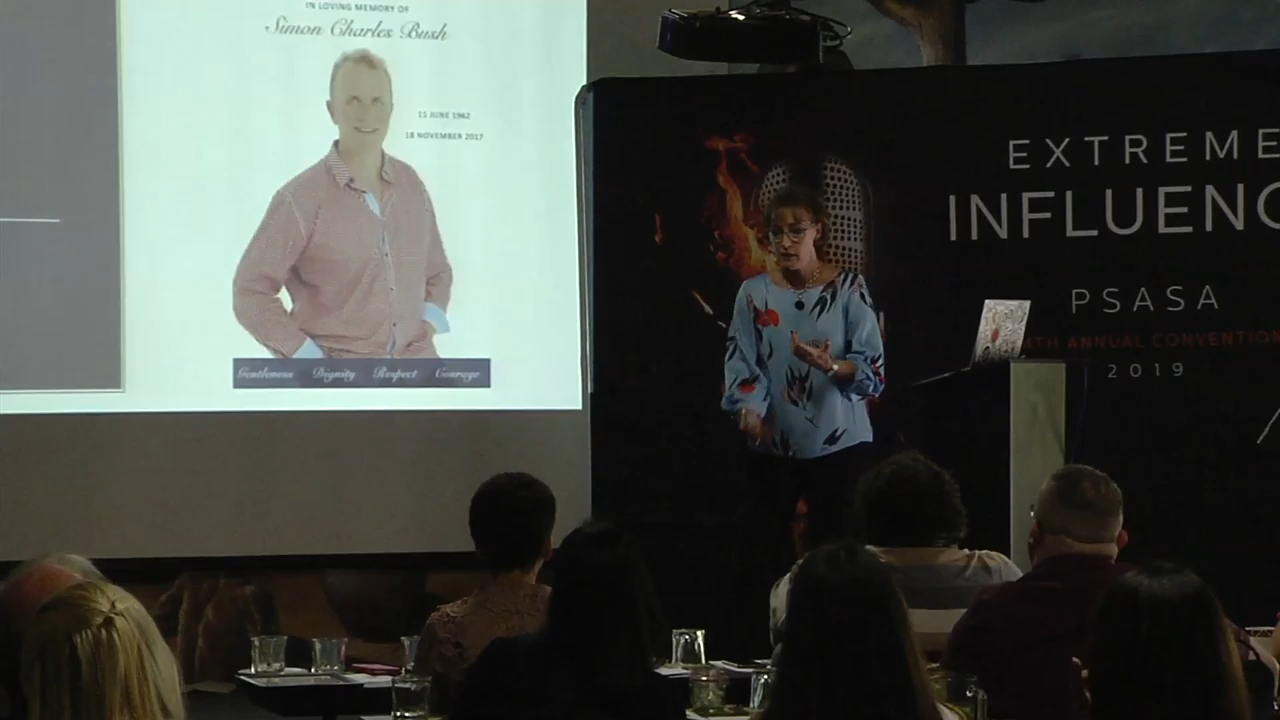 IN LOVING MEMORY OF
Simon Charles Bush
15 JUNE 1962
18 NOVEMBER 2017
Gentleness Dignity Respect Courage
EXTREME
INFLUENC
PSASA
4TH ANNUAL CONVENTION
2019